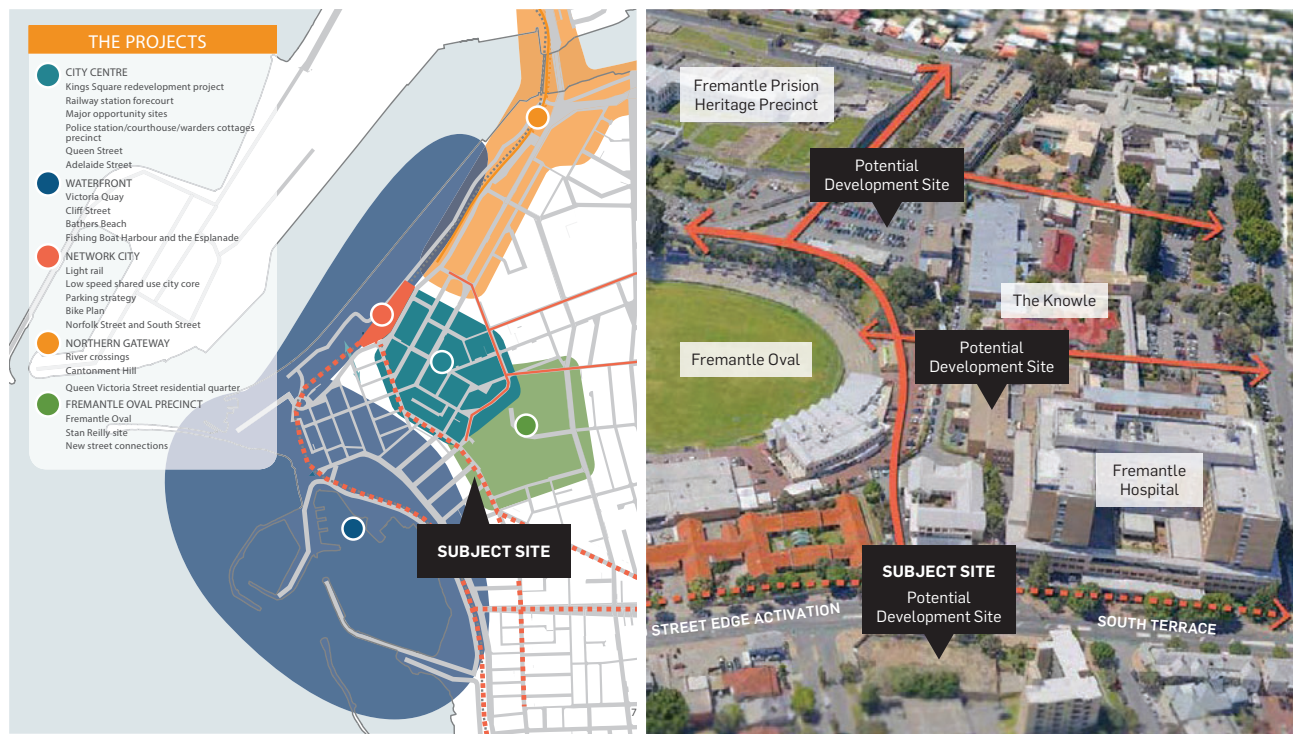 THE PROJECTS
CITY CENTRE
Kings Square redevelopment project
Railway station forecourt
Major opportunity sites
Police station/courthouse/warders cottages
precinct
Queen Street
Adelaide Street
WATERFRONT
Victoria Quay
Cliff Street
Bathers Beach
Fishing Boat Harbour and the Esplanade
NETWORK CITY
Light rail
Low speed shared use city core
Parking strategy
Bike Plan
Norfolk Street and South Street
NORTHERN GATEWAY
River crossings
Cantonment Hill
Queen Victoria Street residential quarter
FREMANTLE OVAL PRECINCT
Fremantle Oval
Stan Reilly site
New street connections
SUBJECT SITE
7
Fremantle Prision
Heritage Precinct
Potential
Development Site
The Knowle
Fremantle Oval
Potential
Development Site
Fremantle
Hospital
SUBJECT SITE
Potential
Development Site
STREET EDGE ACTIVATION
SOUTH TERRACE